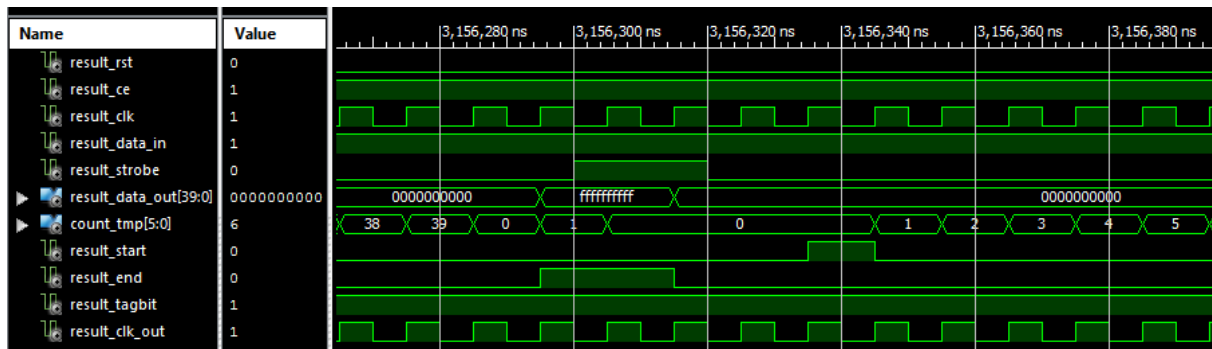 Name Value 3,156,280 ns 3,156,300 ns 3,156,320 ns 3,156,340 ns 3,156,360 ns 3,156,380 ns
result_rst 0
result_ce 1
result_clk 1
result_data_in 1
result_strobe 0
result_data_out[39:0] 0000000000 0000000000 ffffffffff 0000000000
count_tmp[5:0] 6 38 39 0 1 0 1 2 3 4 5
result_start 0
result_end 0
result_tagbit 1
result_clk_out 1